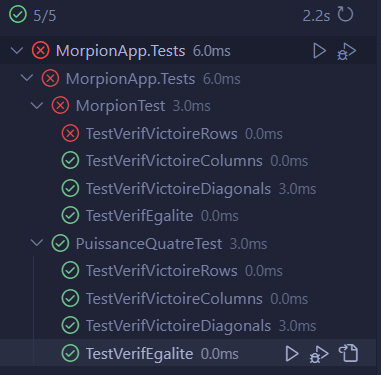 5/5 2.2s
MorpionApp.Tests 6.0ms
MorpionApp.Tests 6.0ms
MorpionTest 3.0ms
TestVerifVictoireRows 0.0ms
TestVerifVictoireColumns 0.0ms
TestVerifVictoireDiagonals 3.0ms
TestVerifEgalite 0.0ms
PuissanceQuatreTest 3.0ms
TestVerifVictoireRows 0.0ms
TestVerifVictoireColumns 0.0ms
TestVerifVictoireDiagonals 3.0ms
TestVerifEgalite 0.0ms